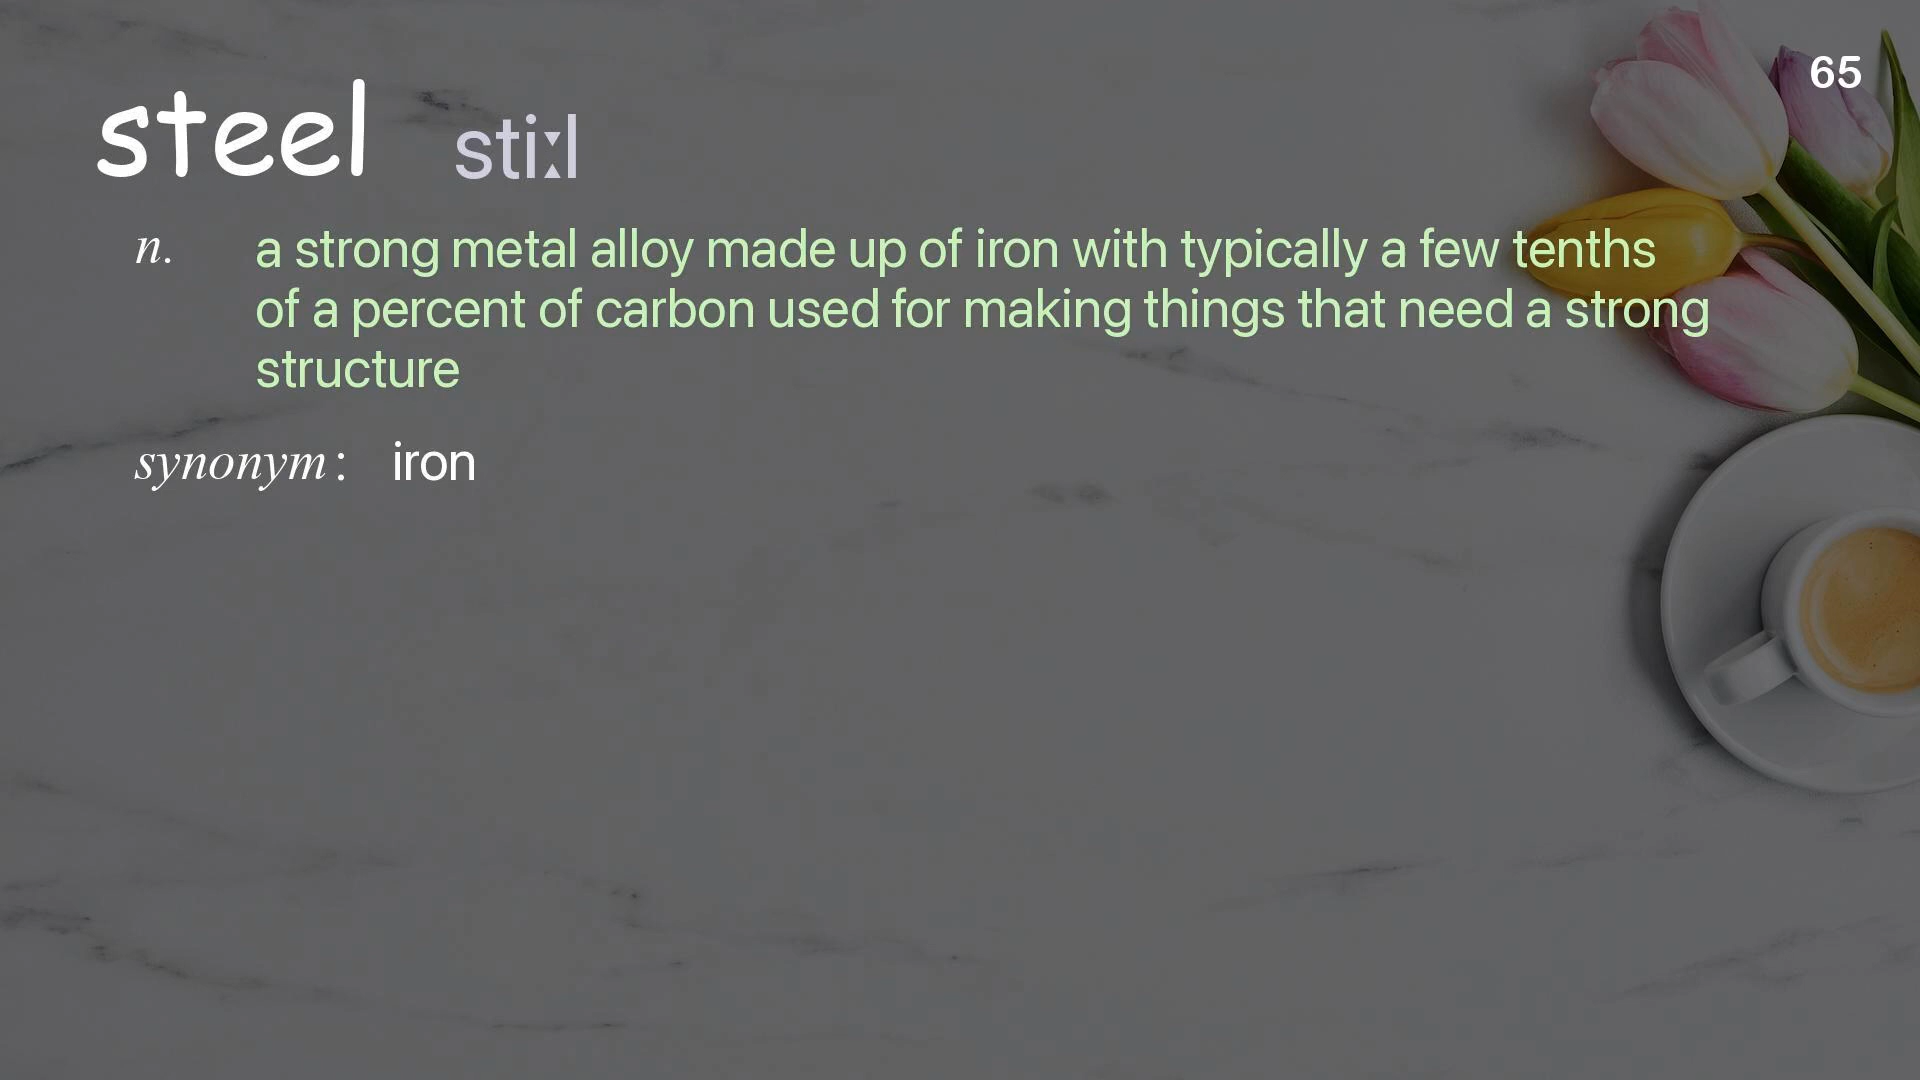 65
steel stiːl
n. a strong metal alloy made up of iron with typically a few tenths
of a percent of carbon used for making things that need a strong
structure
synonym: iron